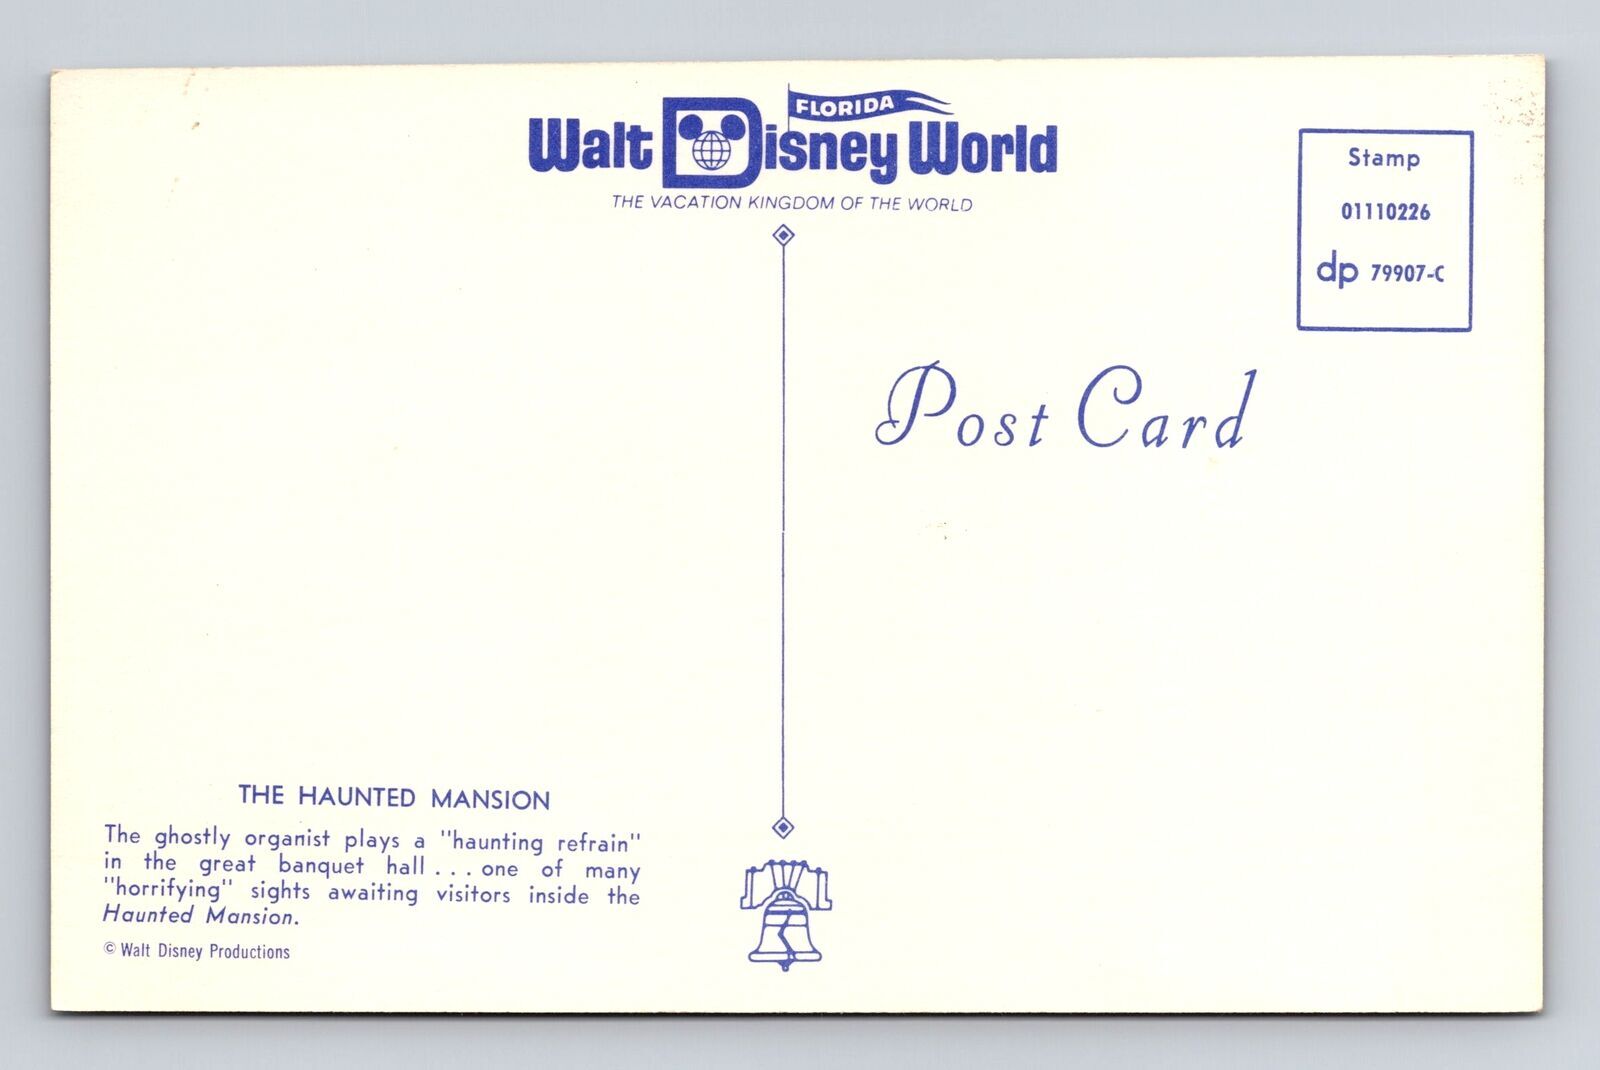 FLORIDA
Walt Disney World
THE VACATION KINGDOM OF THE WORLD
Stamp
01110226
dp 79907-C
Post Card
THE HAUNTED MANSION
The ghostly organist plays a "haunting refrain"
in the great banquet hall . . . one of many
"horrifying" sights awaiting visitors inside the
Haunted Mansion.
© Walt Disney Productions